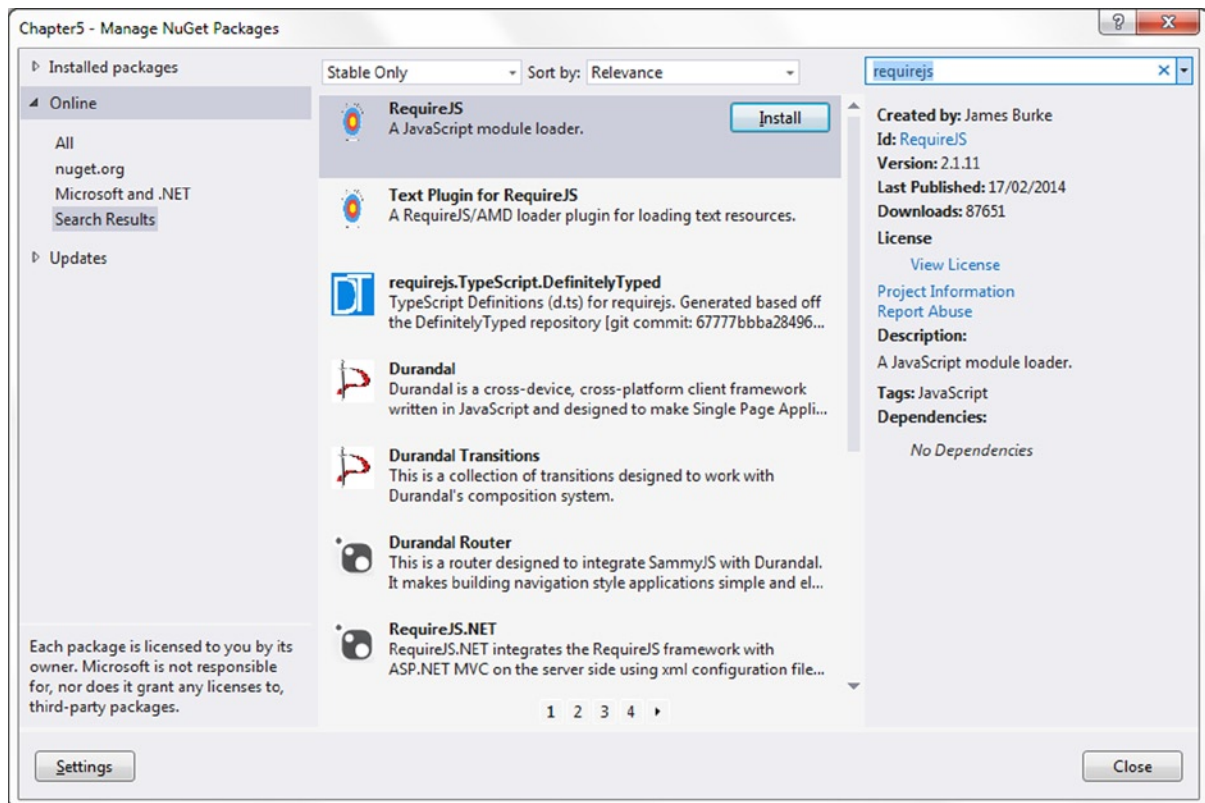 Chapter5 - Manage NuGet Packages
Installed packages
Online
All
nuget.org
Microsoft and .NET
Search Results
Updates
Each package is licensed to you by its
owner. Microsoft is not responsible
for, nor does it grant any licenses to,
third-party packages.
Settings
Stable Only
Sort by: Relevance
RequireJS
A JavaScript module loader.
Install
Text Plugin for RequireJS
A RequireJS/AMD loader plugin for loading text resources.
requirejs.TypeScript.DefinitelyTyped
TypeScript Definitions (d.ts) for requirejs. Generated based off
the DefinitelyTyped repository [git commit: 67777bbba28496...
Durandal
Durandal is a cross-device, cross-platform client framework
written in JavaScript and designed to make Single Page Appli...
Durandal Transitions
This is a collection of transitions designed to work with
Durandal's composition system.
Durandal Router
This is a router designed to integrate SammyJS with Durandal.
It makes building navigation style applications simple and el...
RequireJS.NET
RequireJS.NET integrates the RequireJS framework with
ASP.NET MVC on the server side using xml configuration file...
1 2 3 4
requirejs
Created by: James Burke
Id: RequireJS
Version: 2.1.11
Last Published: 17/02/2014
Downloads: 87651
License
View License
Project Information
Report Abuse
Description:
A JavaScript module loader.
Tags: JavaScript
Dependencies:
No Dependencies
Close